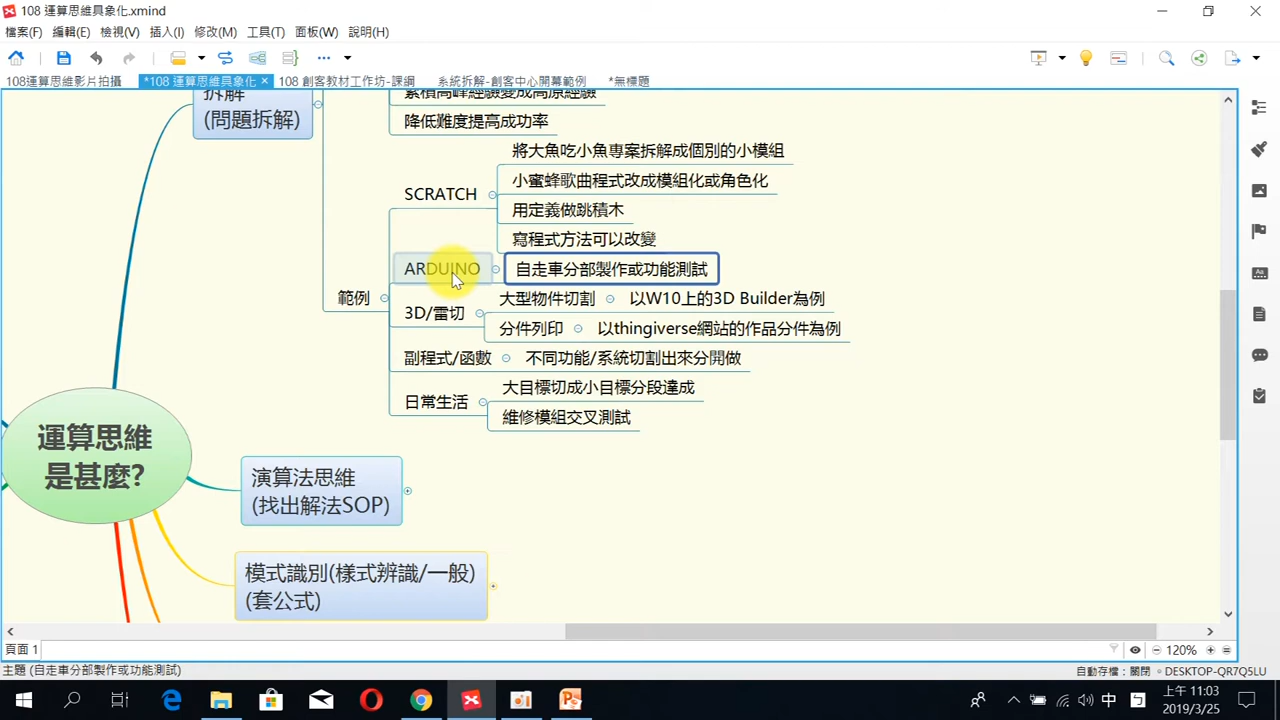 108 運算思維具象化.xmind
檔案(F) 編輯(E) 檢視(V) 插入(I) 修改(M) 工具(T) 面板(W) 說明(H)
108運算思維影片拍攝 *108 運算思維具象化 × 108 創客教材工作坊-課綱 系統拆解-創客中心開幕範例 *無標題
拆解
(問題拆解)
累積高峰經驗變成高原經驗
降低難度提高成功率
範例
SCRATCH
將大魚吃小魚專案拆解成個別的小模組
小蜜蜂歌曲程式改成模組化或角色化
用定義做跳積木
寫程式方法可以改變
ARDUINO
自走車分部製作或功能測試
3D/雷切
大型物件切割
以W10上的3D Builder為例
分件列印
以thingiverse網站的作品分件為例
副程式/函數
不同功能/系統切割出來分開做
日常生活
大目標切成小目標分段達成
維修模組交叉測試
運算思維
是甚麼?
演算法思維
(找出解法SOP)
模式識別(樣式辨識/一般)
(套公式)
頁面 1
120%
主題 (自走車分部製作或功能測試)
自動存檔: 關閉 DESKTOP-QR7Q5LU
中
上午 11:03
2019/3/25